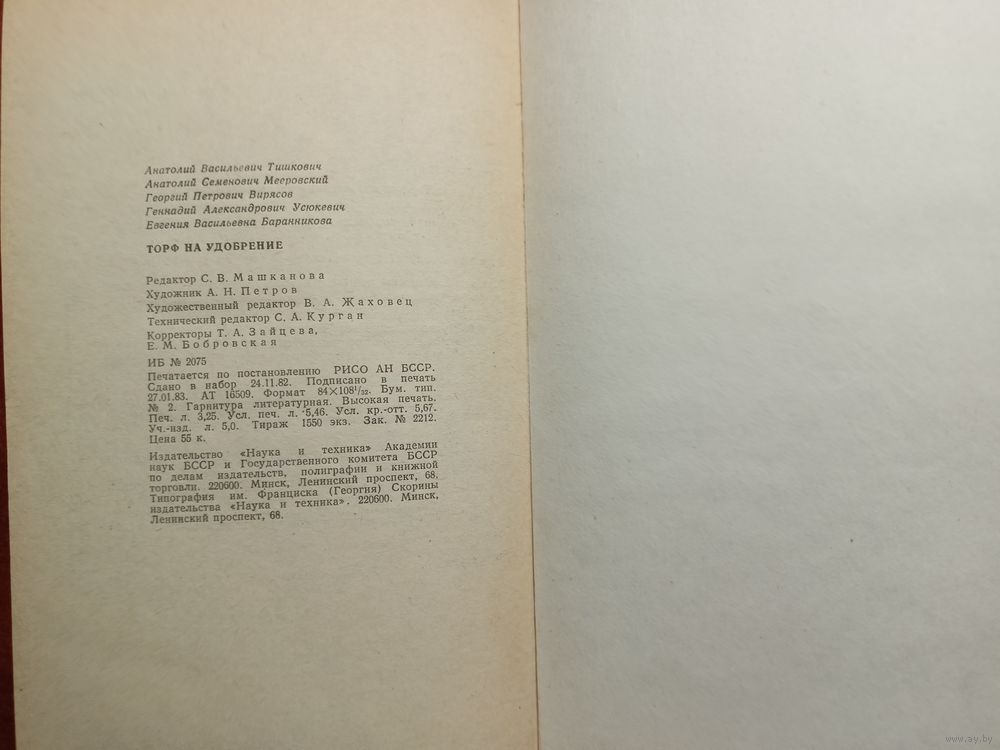 Анатолий Васильевич Тишкович
Анатолий Семенович Мееровский
Георгий Петрович Вирясов
Геннадий Александрович Усюкевич
Евгения Васильевна Баранникова
ТОРФ НА УДОБРЕНИЕ
Редактор С. В. Машканова
Художник А. Н. Петров
Художественный редактор В. А. Жаховец
Технический редактор С. А. Курган
Корректоры Т. А. Зайцева,
Е. М. Бобровская
ИБ № 2075
Печатается по постановлению РИСО АН БССР.
Сдано в набор 24.11.82. Подписано в печать
27.01.83. АТ 16509. Формат 84×108¹/₃₂. Бум. тип.
№ 2. Гарнитура литературная. Высокая печать.
Печ. л. 3,25. Усл. печ. л. 5,46. Усл. кр.-отт. 5,67.
Уч.-изд. л. 5,0. Тираж 1550 экз. Зак. № 2212.
Цена 55 к.
Издательство «Наука и техника» Академии
наук БССР и Государственного комитета БССР
по делам издательств, полиграфии и книжной
торговли. 220600. Минск, Ленинский проспект, 68.
Типография им. Франциска (Георгия) Скорины
издательства «Наука и техника». 220600. Минск,
Ленинский проспект, 68.
www.ay.by